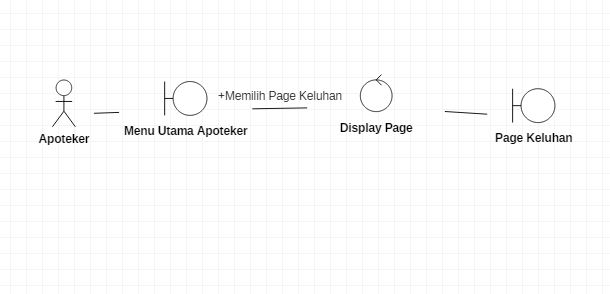 +Memilih Page Keluhan
Apoteker
Menu Utama Apoteker
Display Page
Page Keluhan